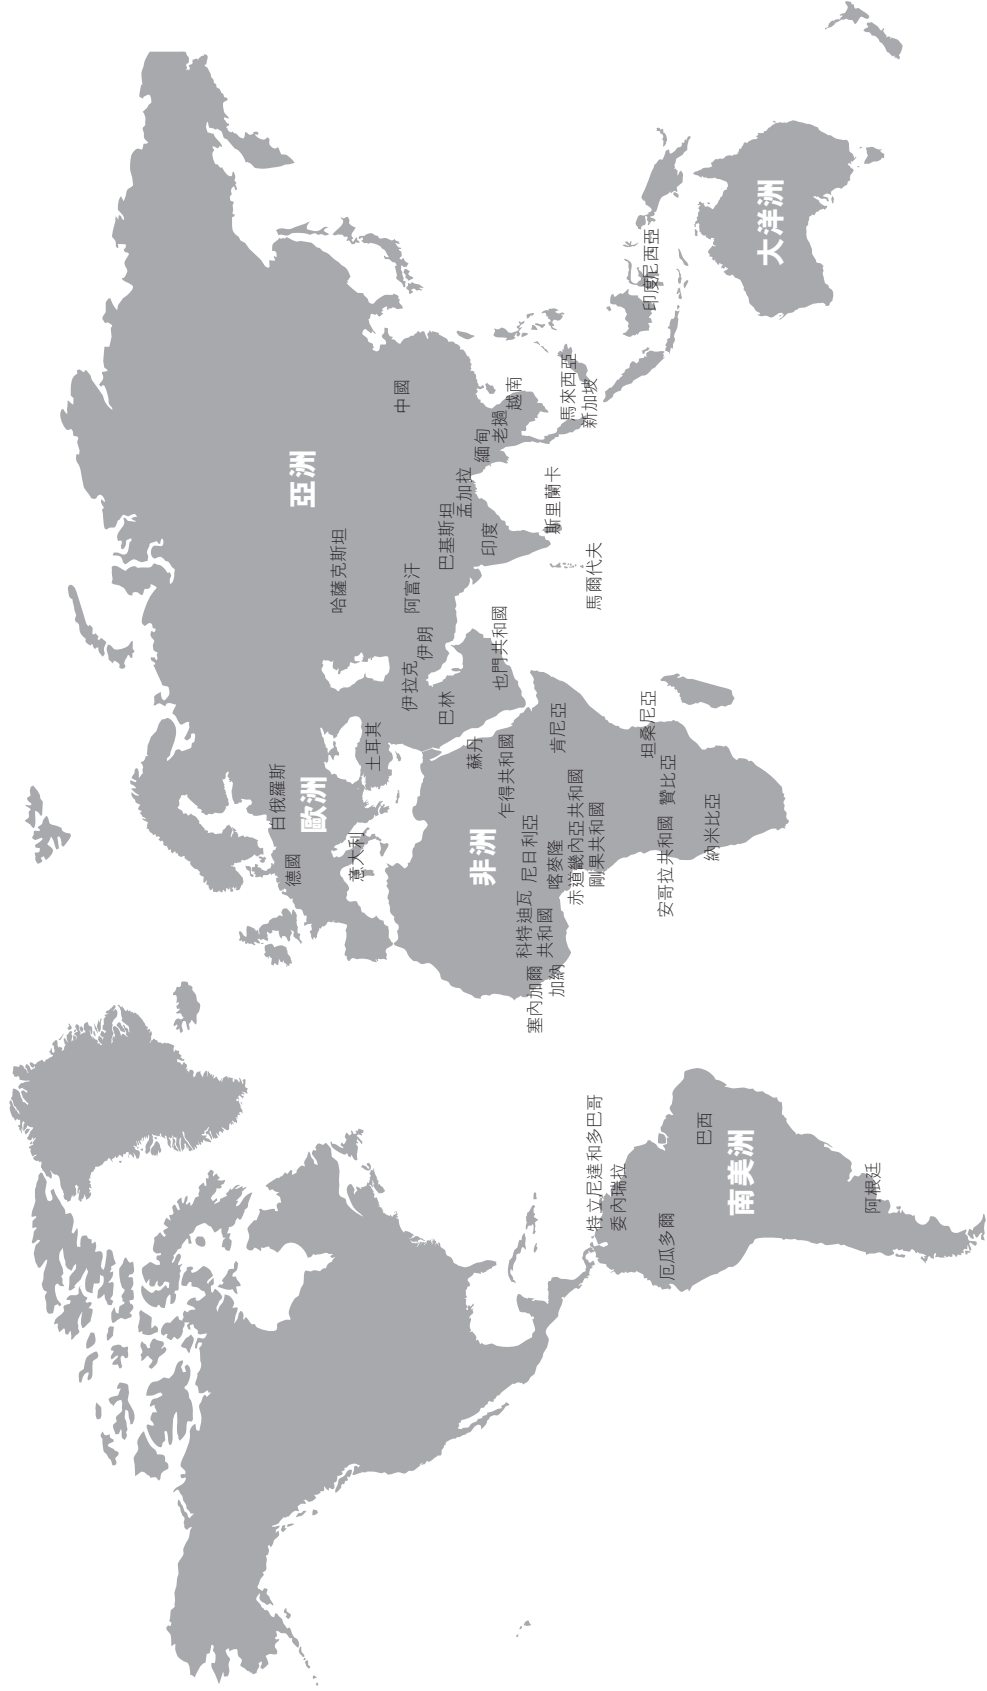 特立尼達和多巴哥
委內瑞拉
厄瓜多爾
巴西
南美洲
阿根廷
德國
白俄羅斯
歐洲
意大利
土耳其
非洲
蘇丹
乍得共和國
尼日利亞
科特迪瓦
共和國
塞內加爾
加納
喀麥隆
赤道畿內亞共和國
剛果共和國
肯尼亞
坦桑尼亞
贊比亞
安哥拉共和國
納米比亞
亞洲
哈薩克斯坦
中國
阿富汗
伊朗
伊拉克
巴林
也門共和國
巴基斯坦
孟加拉
印度
緬甸
老撾
越南
斯里蘭卡
馬爾代夫
馬來西亞
新加坡
印度尼西亞
大洋洲